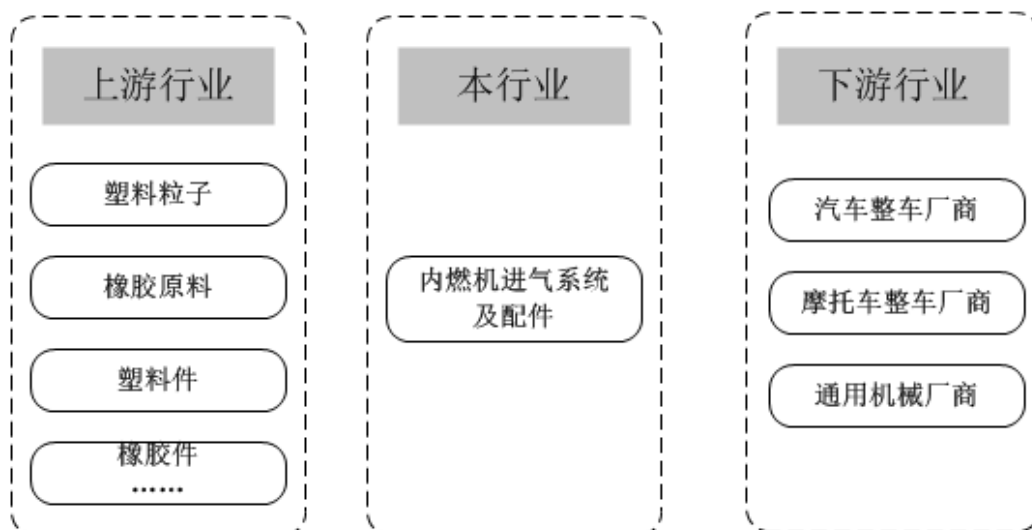 上游行业
塑料粒子
橡胶原料
塑料件
橡胶件
……
本行业
内燃机进气系统
及配件
下游行业
汽车整车厂商
摩托车整车厂商
通用机械厂商